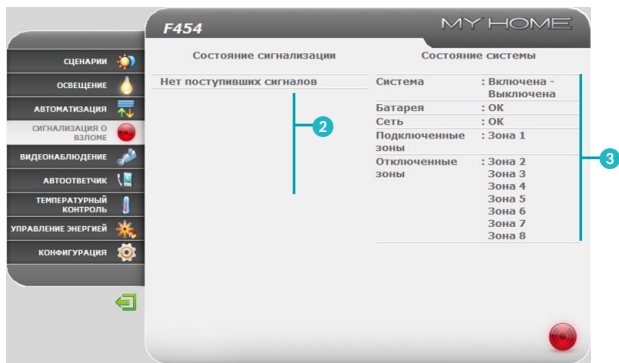 F454
MY HOME
СЦЕНАРИИ
ОСВЕЩЕНИЕ
АВТОМАТИЗАЦИЯ
СИГНАЛИЗАЦИЯ О
ВЗЛОМЕ
ВИДЕОНАБЛЮДЕНИЕ
АВТООТВЕТЧИК
ТЕМПЕРАТУРНЫЙ
КОНТРОЛЬ
УПРАВЛЕНИЕ ЭНЕРГИЕЙ
КОНФИГУРАЦИЯ
Состояние сигнализации
Нет поступивших сигналов
2
Состояние системы
Система : Включена -
Выключена
Батарея : OK
Сеть : OK
Подключенные : Зона 1
зоны
Отключенные : Зона 2
зоны Зона 3
Зона 4
Зона 5
Зона 6
Зона 7
Зона 8
3